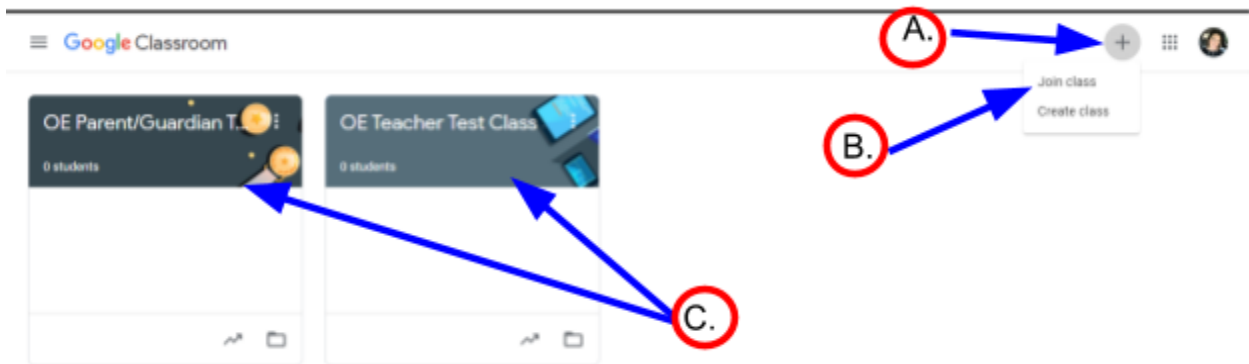 Google Classroom
A.
Join class
Create class
OE Parent/Guardian T...
0 students
OE Teacher Test Class
0 students
B.
C.